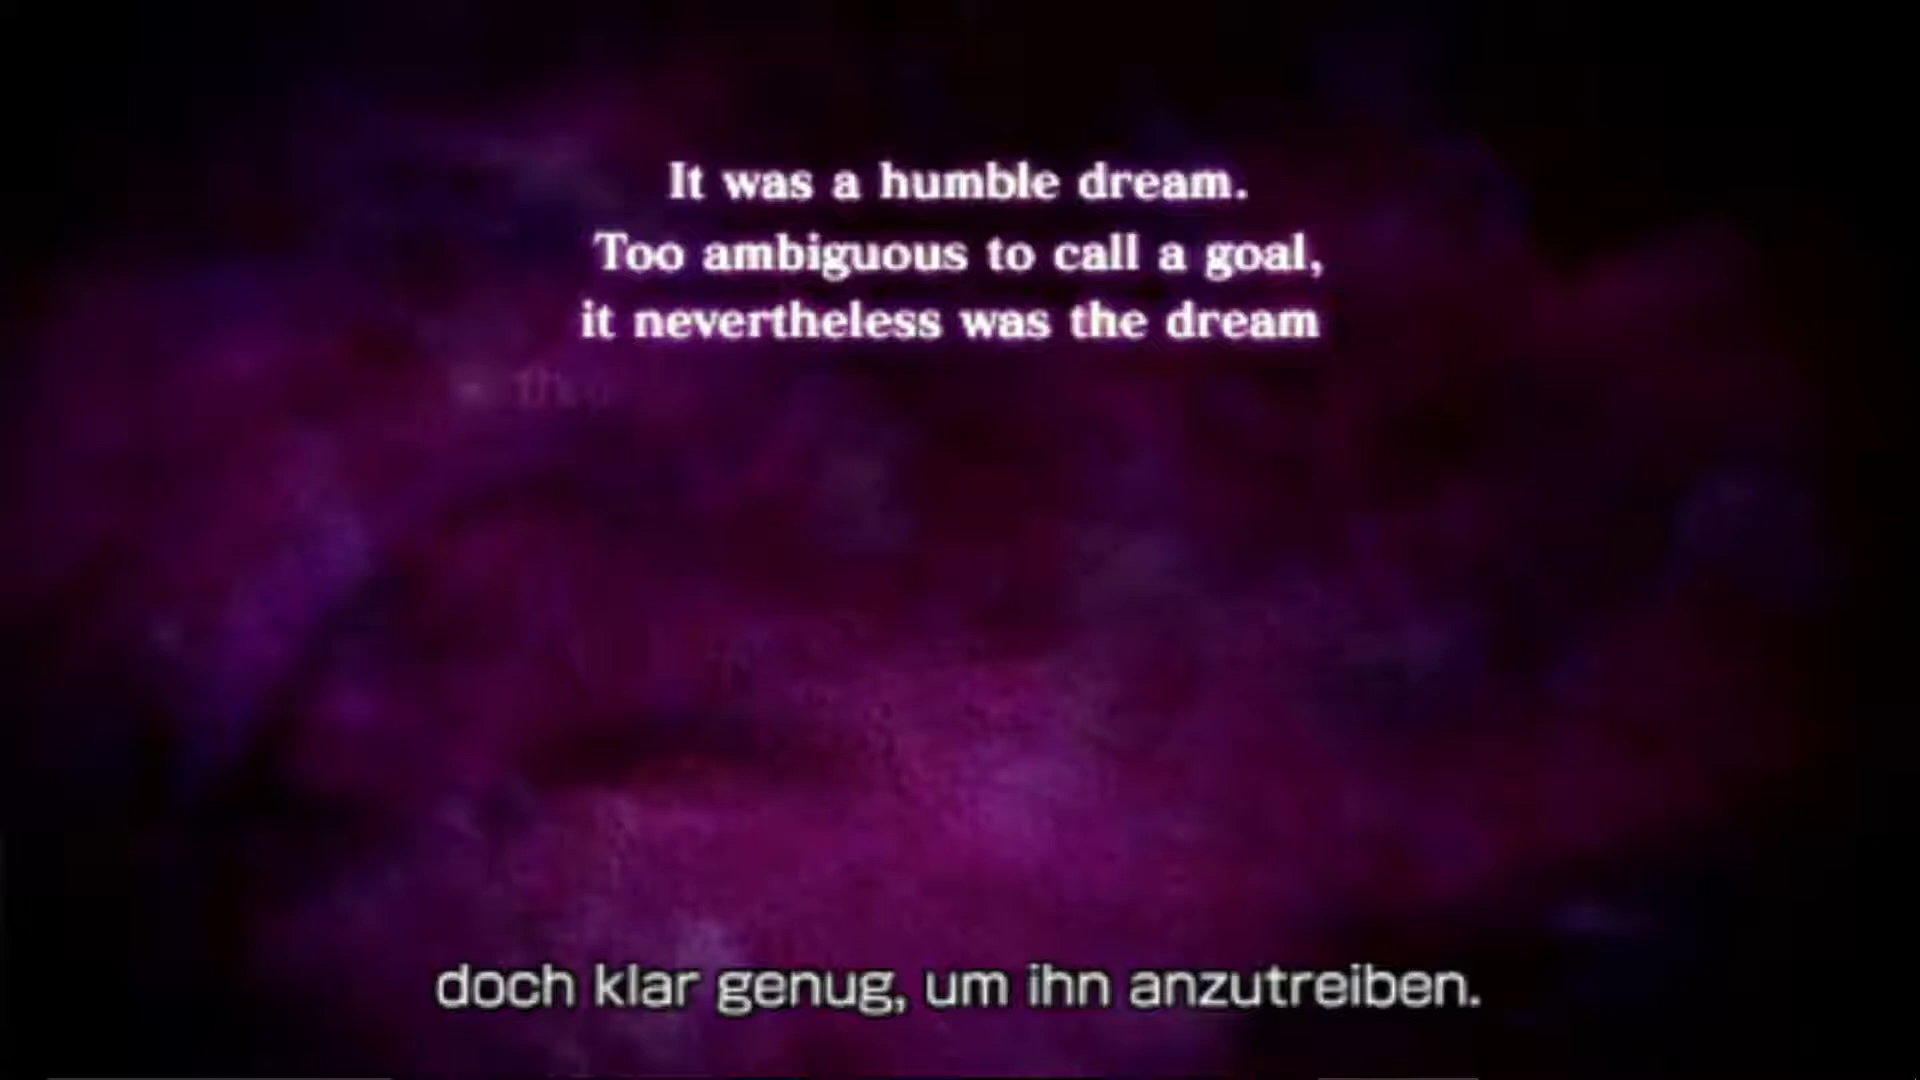 It was a humble dream.
Too ambiguous to call a goal,
it nevertheless was the dream
doch klar genug, um ihn anzutreiben.